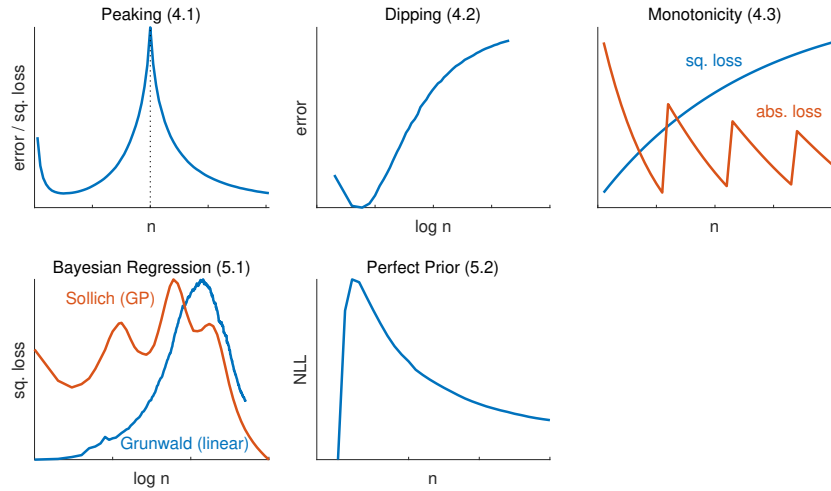 Peaking (4.1)
error / sq. loss
n
Dipping (4.2)
error
log n
Monotonicity (4.3)
sq. loss
abs. loss
n
Bayesian Regression (5.1)
Sollich (GP)
sq. loss
Grunwald (linear)
log n
Perfect Prior (5.2)
NLL
n